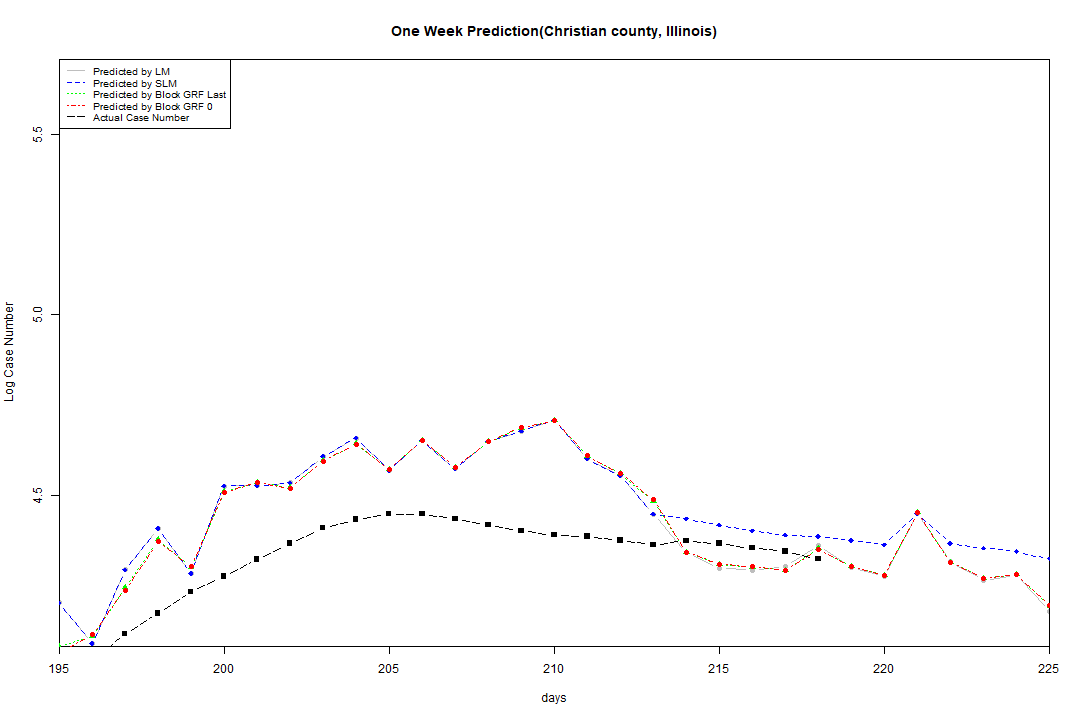 One Week Prediction(Christian county, Illinois)
Predicted by LM
Predicted by SLM
Predicted by Block GRF Last
Predicted by Block GRF 0
Actual Case Number
5.5
5.0
4.5
Log Case Number
195 200 205 210 215 220 225
days